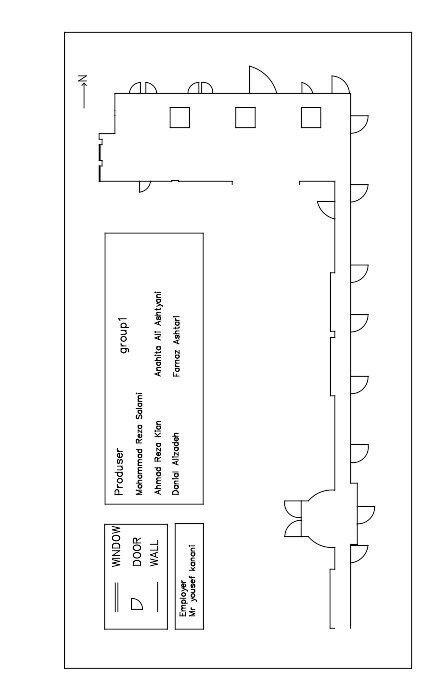 N
Produser
group1
Mohammad Reza Salami
Ahmad Reza Kian
Anahita Ali Ashtyani
Danial Alizadeh
Farnaz Ashtari
WINDOW
DOOR
WALL
Employer
Mr yousef kanani